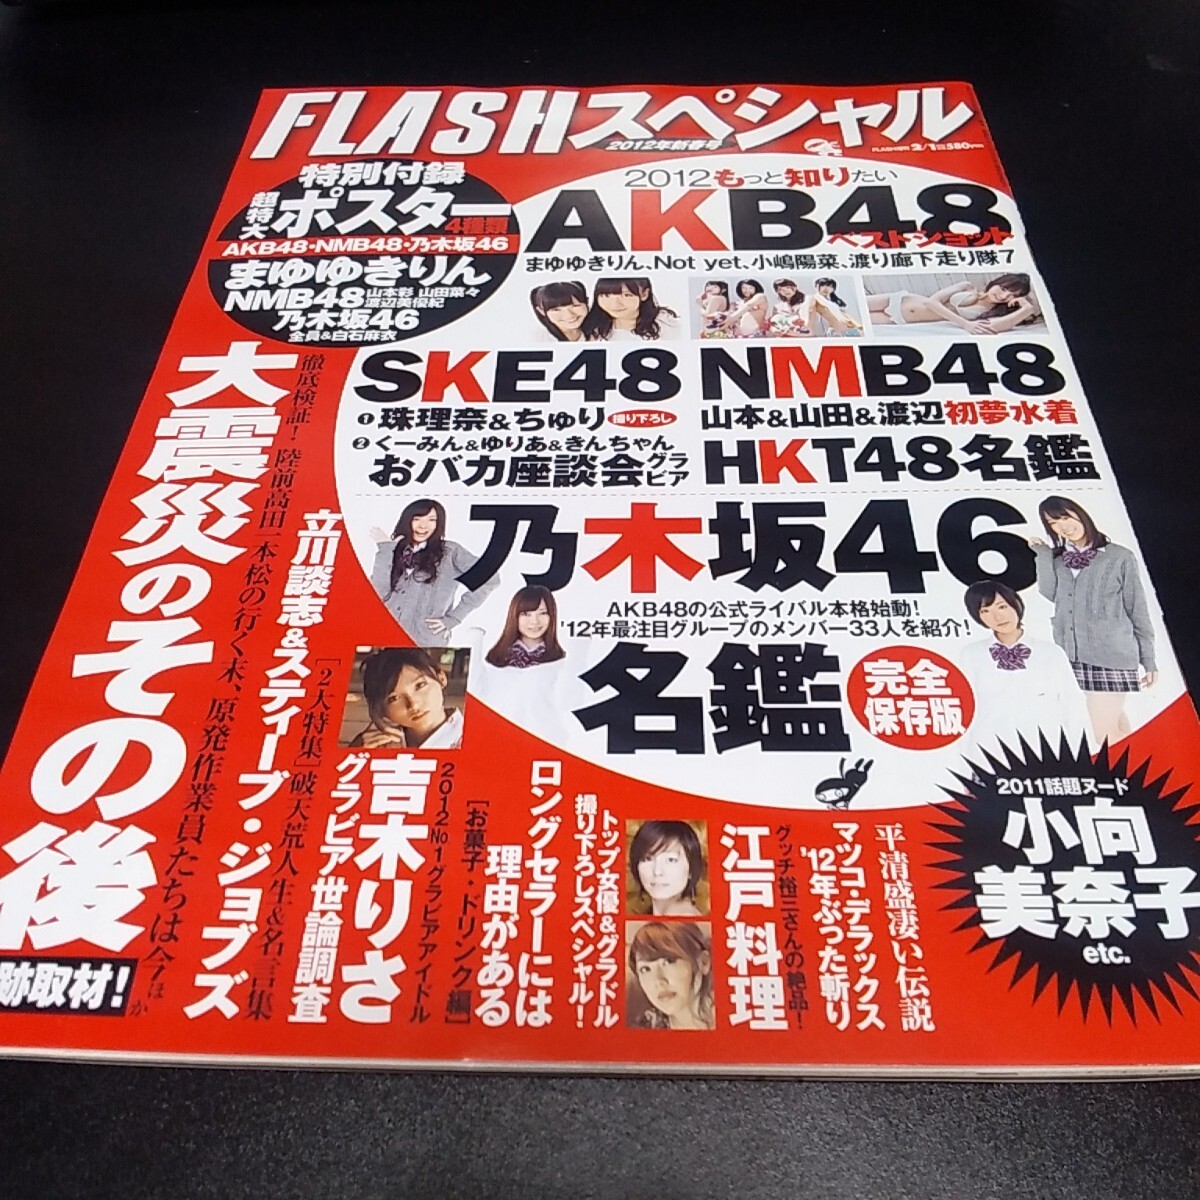 FLASHスペシャル
2012年新春号
FLASH増刊 2/1 580円
特別付録
超特大
ポスター
4種類
AKB48・NMB48・乃木坂46
まゆゆきりん
NMB48 山本彩 山田菜々 渡辺美優紀
乃木坂46
全員&白石麻衣
2012もっと知りたい
AKB48
ベストショット
まゆゆきりん、Not yet、小嶋陽菜、渡り廊下走り隊7
SKE48
❶珠理奈&ちゅり 撮り下ろし
❷くーみん&ゆりあ&きんちゃん
おバカ座談会グラビア
NMB48
山本&山田&渡辺初夢水着
HKT48名鑑
乃木坂46
AKB48の公式ライバル本格始動!
'12年最注目グループのメンバー33人を紹介!
名鑑
完全
保存版
2011話題ヌード
小向
美奈子
etc.
平清盛凄い伝説
マツコ・デラックス
'12年ぶった斬り
グッチ裕三さんの絶品!
江戸料理
トップ女優&グラドル
撮り下ろしスペシャル!
ロングセラーには
理由がある
[お菓子・ドリンク編]
2012No1グラビアアイドル
吉木りさ
グラビア世論調査
[2大特集]破天荒人生&名言集
立川談志&スティーブ・ジョブズ
徹底検証!陸前高田一本松の行く末、原発作業員たちは今ほか
大震災のその後
跡取材!